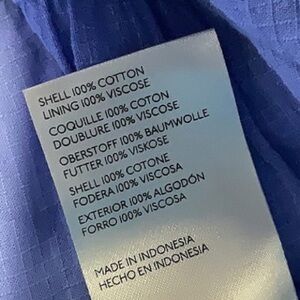 SHELL 100% COTTON
LINING 100% VISCOSE
COQUILLE 100% COTON
DOUBLURE 100% VISCOSE
OBERSTOFF 100% BAUMWOLLE
FUTTER 100% VISKOSE
SHELL 100% COTONE
FODERA 100% VISCOSA
EXTERIOR 100% ALGODÓN
FORRO 100% VISCOSA
MADE IN INDONESIA
HECHO EN INDONESIA